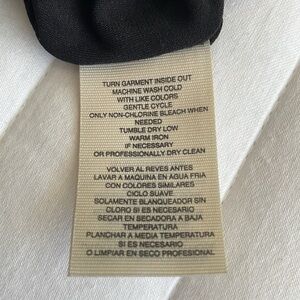 TURN GARMENT INSIDE OUT
MACHINE WASH COLD
WITH LIKE COLORS
GENTLE CYCLE
ONLY NON-CHLORINE BLEACH WHEN
NEEDED
TUMBLE DRY LOW
WARM IRON
IF NECESSARY
OR PROFESSIONALLY DRY CLEAN
VOLVER AL REVES ANTES
LAVAR A MAQUINA EN AGUA FRIA
CON COLORES SIMILARES
CICLO SUAVE
SOLAMENTE BLANQUEADOR SIN
CLORO SI ES NECESARIO
SECAR EN SECADORA A BAJA
TEMPERATURA
PLANCHAR A MEDIA TEMPERATURA
SI ES NECESARIO
O LIMPIAR EN SECO PROFESIONAL